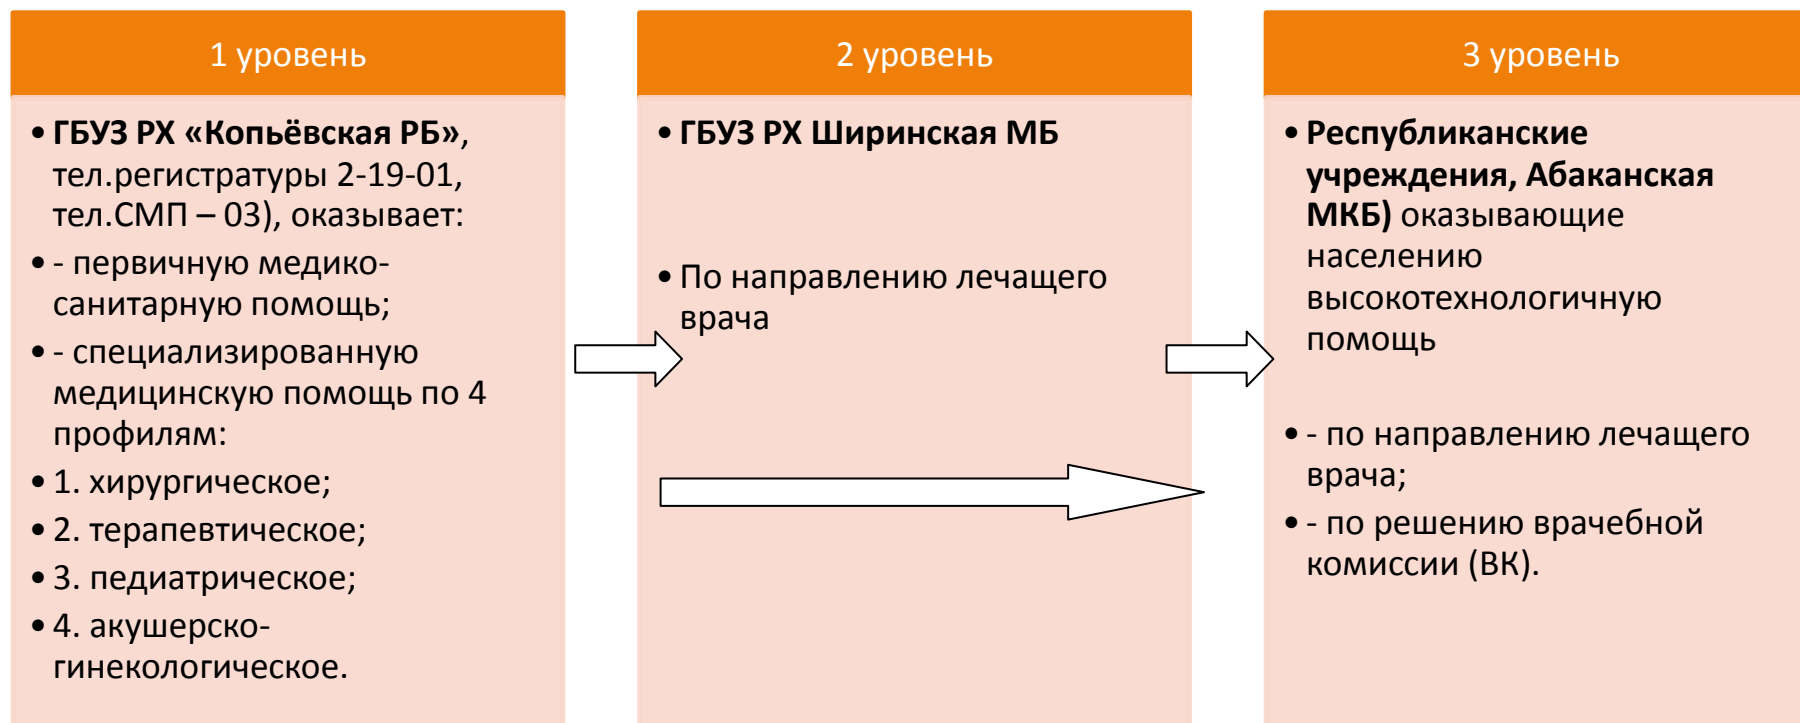 1 уровень
• ГБУЗ РХ «Копьёвская РБ»,
тел.регистратуры 2-19-01,
тел.СМП – 03), оказывает:
• - первичную медико-
санитарную помощь;
• - специализированную
медицинскую помощь по 4
профилям:
• 1. хирургическое;
• 2. терапевтическое;
• 3. педиатрическое;
• 4. акушерско-
гинекологическое.
2 уровень
• ГБУЗ РХ Ширинская МБ
• По направлению лечащего
врача
3 уровень
• Республиканские
учреждения, Абаканская
МКБ) оказывающие
населению
высокотехнологичную
помощь
• - по направлению лечащего
врача;
• - по решению врачебной
комиссии (ВК).